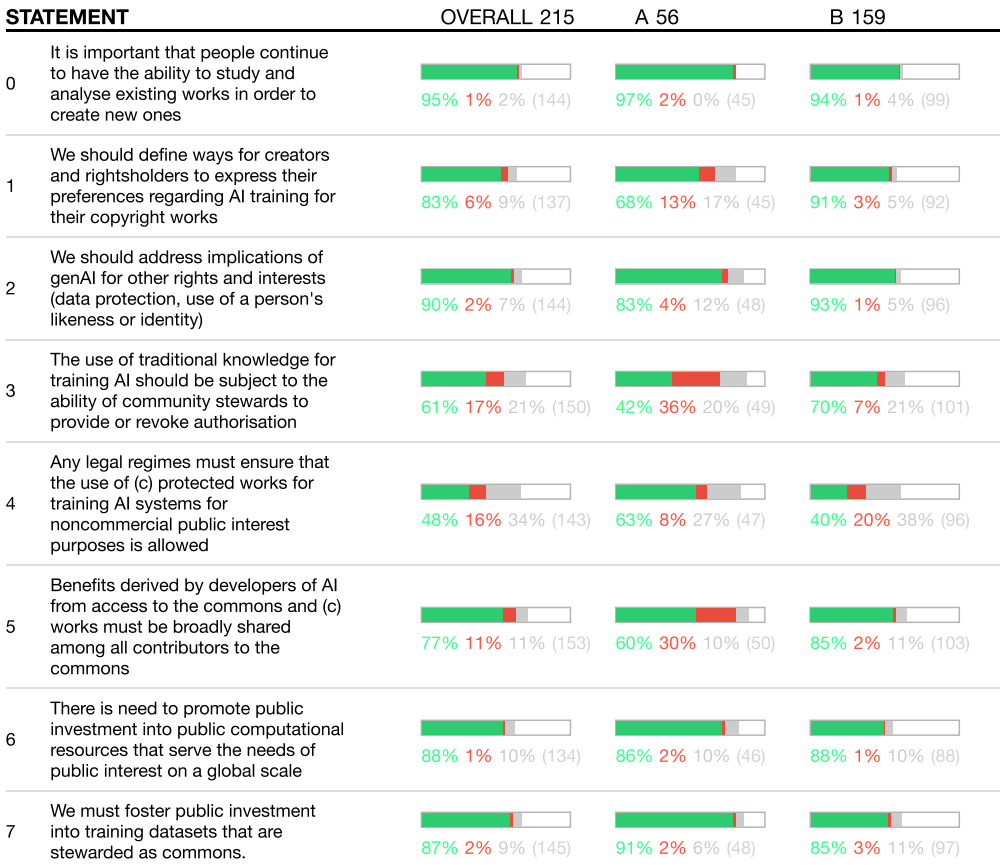 STATEMENT OVERALL 215 A 56 B 159
0
It is important that people continue
to have the ability to study and
analyse existing works in order to
create new ones
95% 1% 2% (144) 97% 2% 0% (45) 94% 1% 4% (99)
1
We should define ways for creators
and rightsholders to express their
preferences regarding AI training for
their copyright works
83% 6% 9% (137) 68% 13% 17% (45) 91% 3% 5% (92)
2
We should address implications of
genAI for other rights and interests
(data protection, use of a person's
likeness or identity)
90% 2% 7% (144) 83% 4% 12% (48) 93% 1% 5% (96)
3
The use of traditional knowledge for
training AI should be subject to the
ability of community stewards to
provide or revoke authorisation
61% 17% 21% (150) 42% 36% 20% (49) 70% 7% 21% (101)
4
Any legal regimes must ensure that
the use of (c) protected works for
training AI systems for
noncommercial public interest
purposes is allowed
48% 16% 34% (143) 63% 8% 27% (47) 40% 20% 38% (96)
5
Benefits derived by developers of AI
from access to the commons and (c)
works must be broadly shared
among all contributors to the
commons
77% 11% 11% (153) 60% 30% 10% (50) 85% 2% 11% (103)
6
There is need to promote public
investment into public computational
resources that serve the needs of
public interest on a global scale
88% 1% 10% (134) 86% 2% 10% (46) 88% 1% 10% (88)
7
We must foster public investment
into training datasets that are
stewarded as commons.
87% 2% 9% (145) 91% 2% 6% (48) 85% 3% 11% (97)